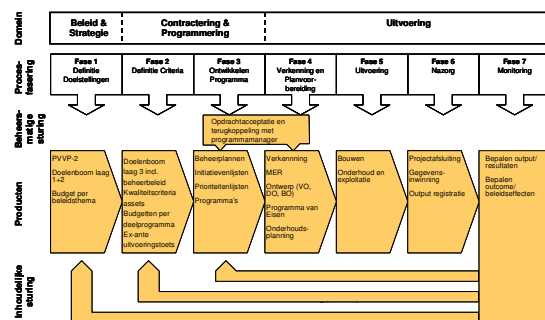 Domein
Beleid &
Strategie
Contractering &
Programmering
Uitvoering
Proces-
fasering
Fase 1
Definitie
Doelstellingen
Fase 2
Definitie Criteria
Fase 3
Ontwikkelen
Programma
Fase 4
Verkenning en
Planvoor-
bereiding
Fase 5
Uitvoering
Fase 6
Nazorg
Fase 7
Monitoring
Beheers-
matige
sturing
Opdrachtacceptatie en
terugkoppeling met
programmamanager
Producten
PVVP-2
Doelenboom laag
1+2
Budget per
beleidsthema
Doelenboom
laag 3 incl.
beheerbeleid
Kwaliteitscriteria
assets
Budgetten per
deelprogramma
Ex-ante
uitvoeringstoets
Beheerplannen
Initiatievenlijsten
Prioriteitenlijsten
Programma's
Verkennning
MER
Ontwerp (VO,
DO, BO)
Programma van
Eisen
Onderhouds-
planning
Bouwen
Onderhoud en
exploitatie
Projectafsluiting
Gegevens-
inwinning
Output registratie
Bepalen output/
resultaten
Bepalen
outcome/
beleidseffecten
Inhoudelijke
sturing